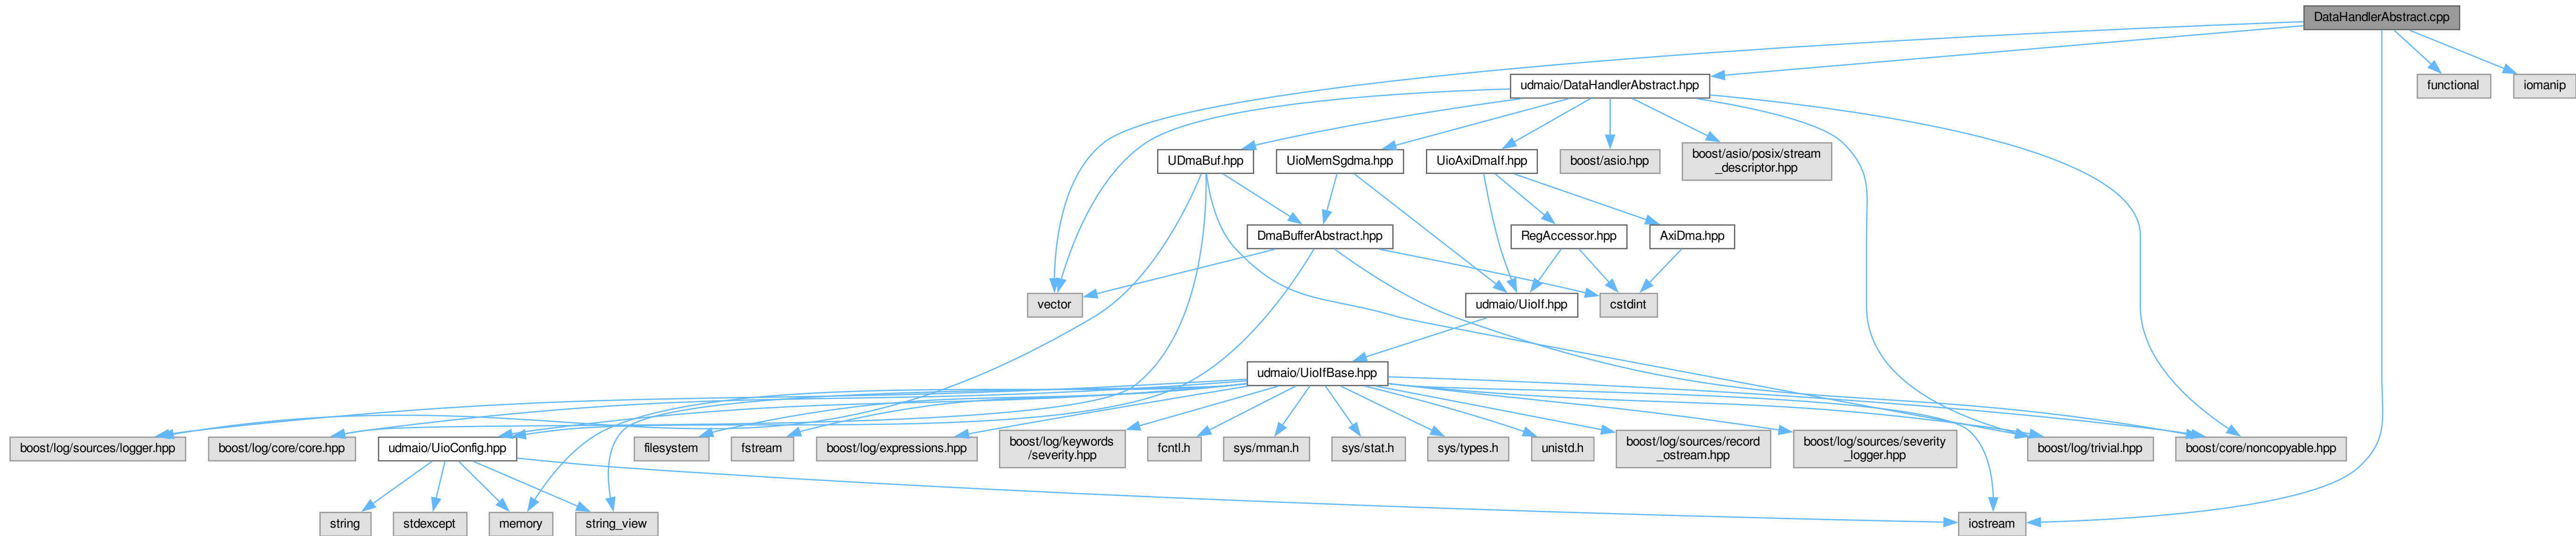 DataHandlerAbstract.cpp
udmaio/DataHandlerAbstract.hpp
functional
iomanip
UDmaBuf.hpp
UioMemSgdma.hpp
UioAxiDmaIf.hpp
boost/asio.hpp
boost/asio/posix/stream
_descriptor.hpp
DmaBufferAbstract.hpp
RegAccessor.hpp
AxiDma.hpp
vector
udmaio/UioIf.hpp
cstdint
udmaio/UioIfBase.hpp
boost/log/sources/logger.hpp
boost/log/core/core.hpp
udmaio/UioConfig.hpp
filesystem
fstream
boost/log/expressions.hpp
boost/log/keywords
/severity.hpp
fcntl.h
sys/mman.h
sys/stat.h
sys/types.h
unistd.h
boost/log/sources/record
_ostream.hpp
boost/log/sources/severity
_logger.hpp
boost/log/trivial.hpp
boost/core/noncopyable.hpp
string
stdexcept
memory
string_view
iostream